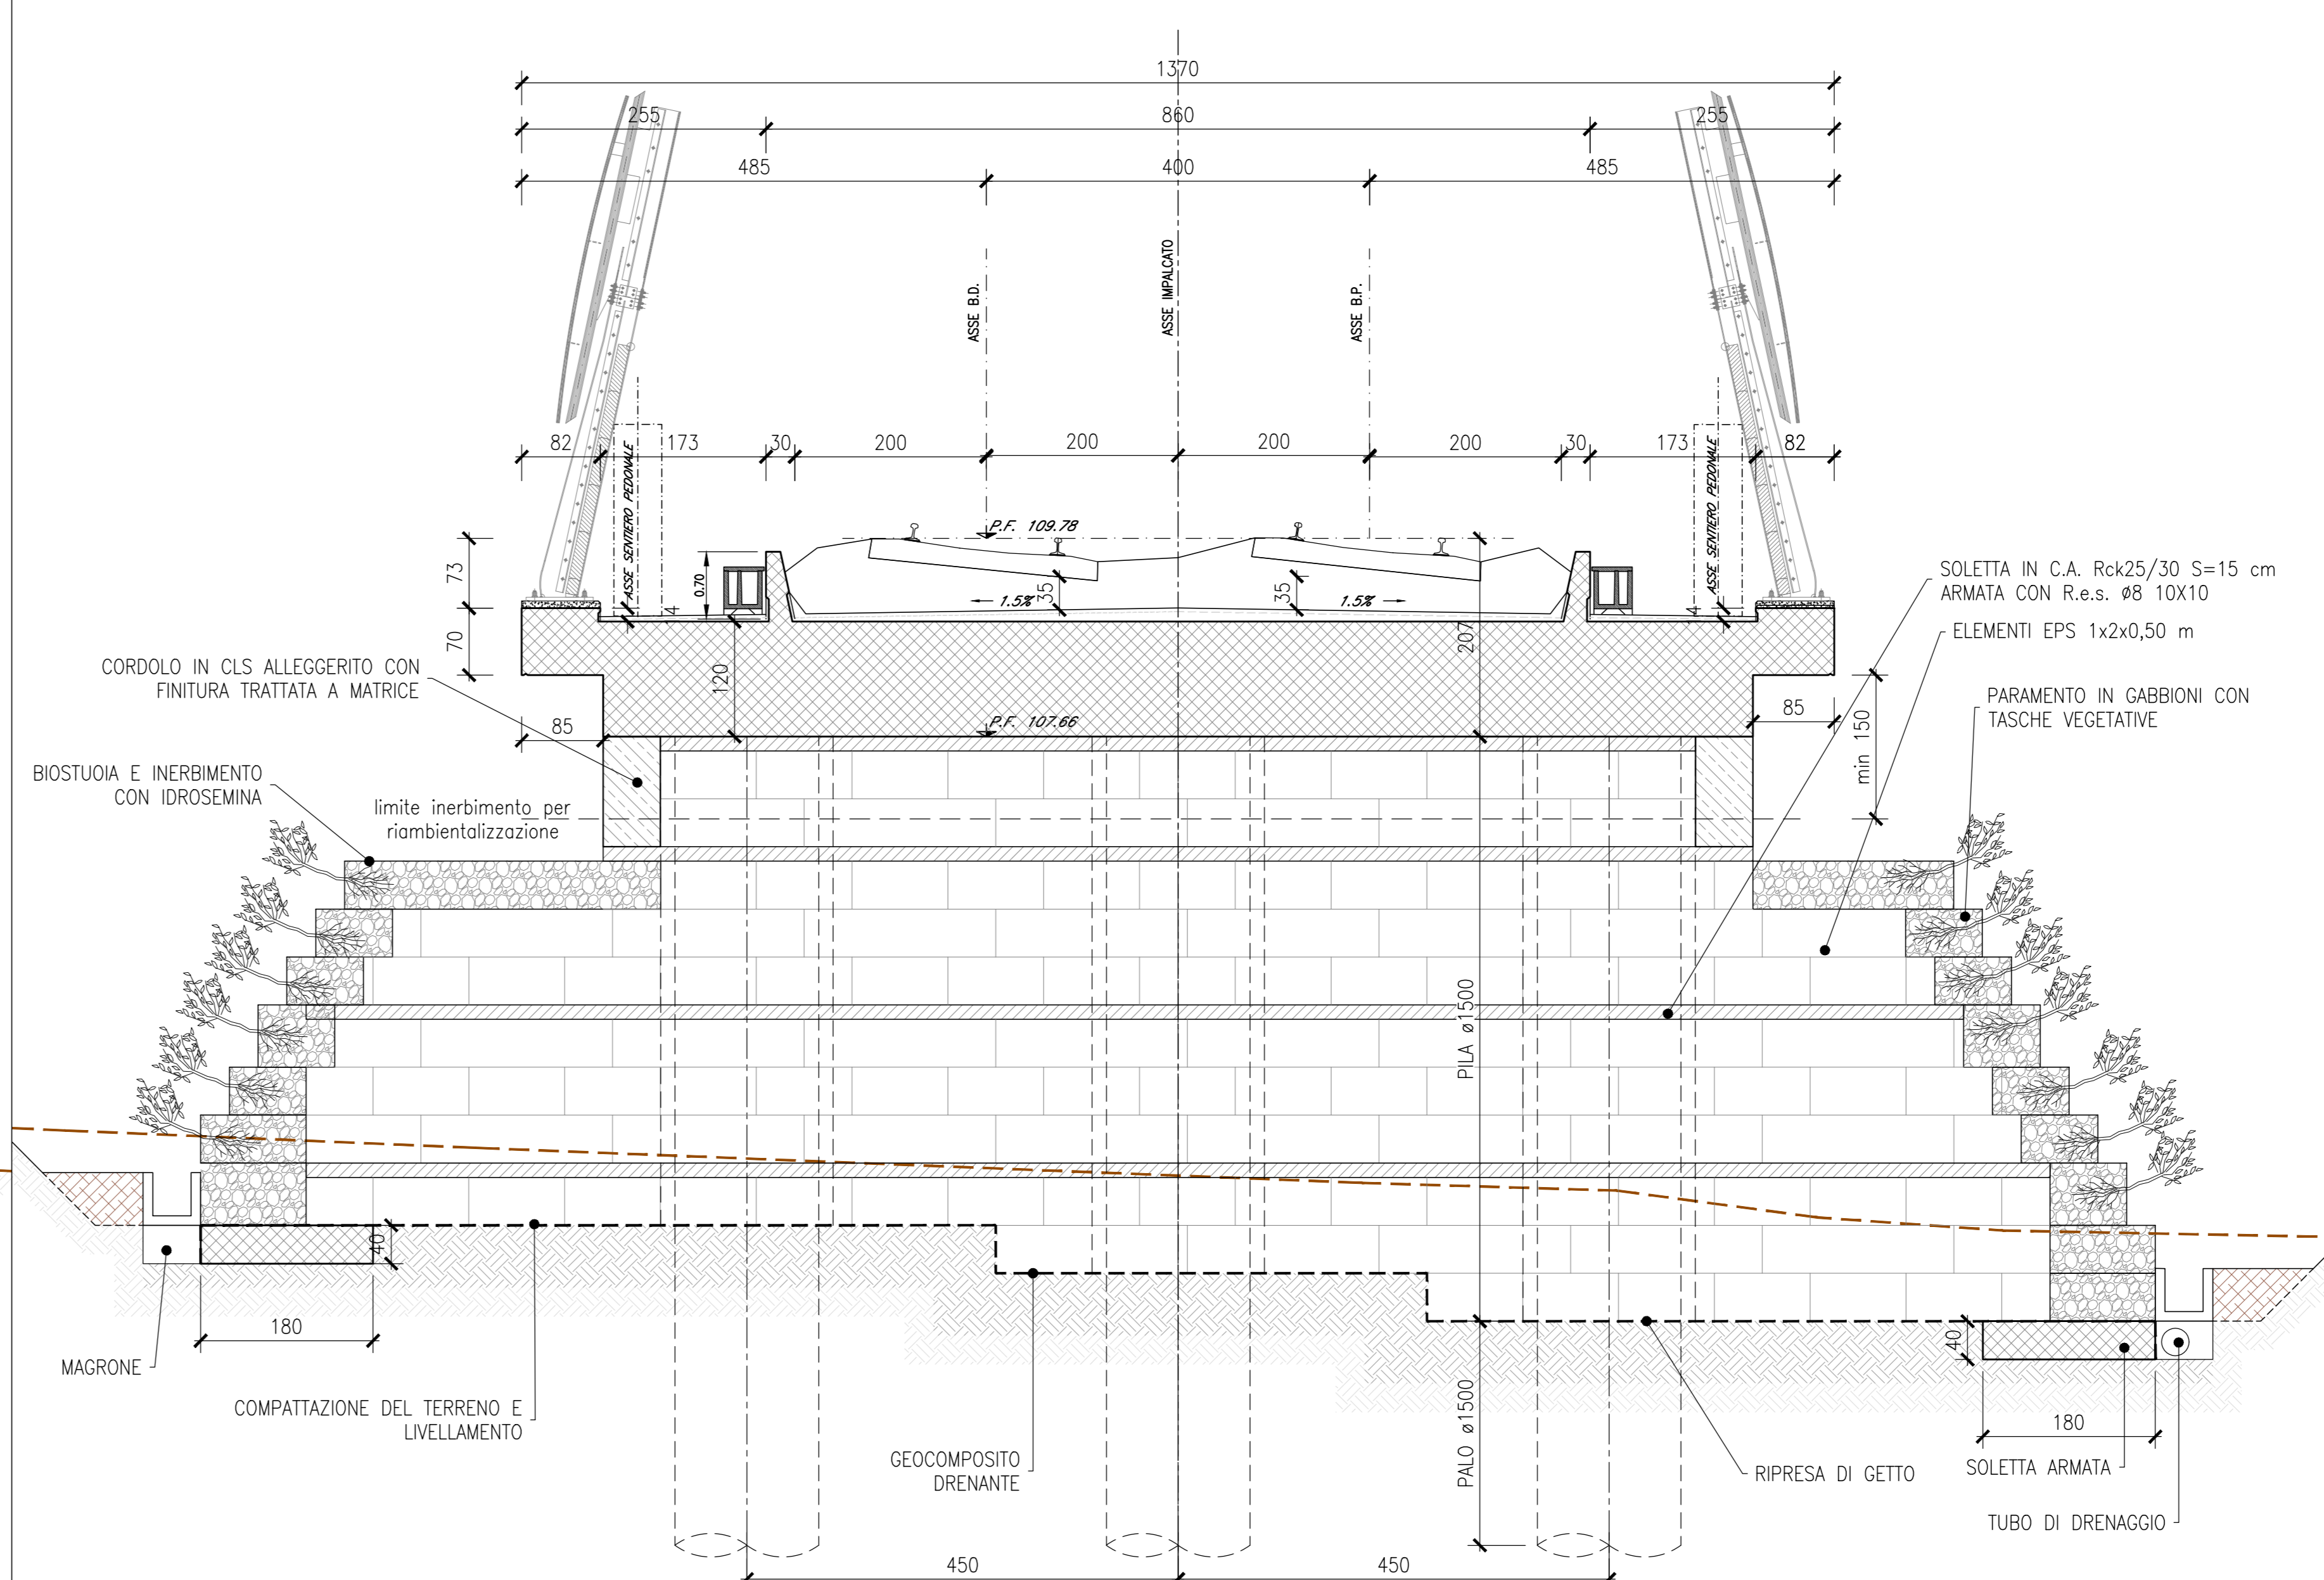 1370
255
860
255
485
400
485
ASSE B.D.
ASSE IMPALCATO
ASSE B.P.
82
173
30
200
200
200
200
30
173
82
ASSE SENTIERO PEDONALE
ASSE SENTIERO PEDONALE
P.F. 109.78
73
0.70
14
35
35
14
1.5%
1.5%
70
120
207
SOLETTA IN C.A. Rck25/30 S=15 cm
ARMATA CON R.e.s. ø8 10X10
ELEMENTI EPS 1x2x0,50 m
CORDOLO IN CLS ALLEGGERITO CON
FINITURA TRATTATA A MATRICE
PARAMENTO IN GABBIONI CON
TASCHE VEGETATIVE
85
P.F. 107.66
85
min 150
BIOSTUOIA E INERBIMENTO
CON IDROSEMINA
limite inerbimento per
riambientalizzazione
PILA ø1500
40
180
MAGRONE
COMPATTAZIONE DEL TERRENO E
LIVELLAMENTO
GEOCOMPOSITO
DRENANTE
PALO ø1500
RIPRESA DI GETTO
40
180
SOLETTA ARMATA
TUBO DI DRENAGGIO
450
450